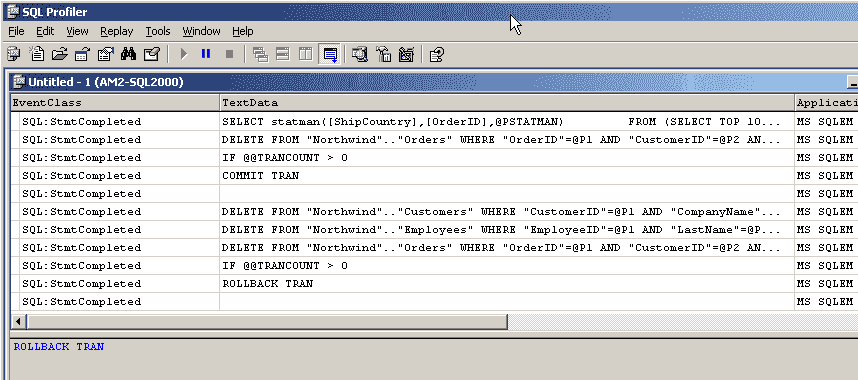 SQL Profiler
File Edit View Replay Tools Window Help
Untitled - 1 (AM2-SQL2000)
EventClass TextData Applicati
SQL:StmtCompleted SELECT statman([ShipCountry],[OrderID],@PSTATMAN) FROM (SELECT TOP 10... MS SQLEM
SQL:StmtCompleted DELETE FROM "Northwind".."Orders" WHERE "OrderID"=@P1 AND "CustomerID"=@P2 AN... MS SQLEM
SQL:StmtCompleted IF @@TRANCOUNT > 0 MS SQLEM
SQL:StmtCompleted COMMIT TRAN MS SQLEM
SQL:StmtCompleted MS SQLEM
SQL:StmtCompleted DELETE FROM "Northwind".."Customers" WHERE "CustomerID"=@P1 AND "CompanyName"... MS SQLEM
SQL:StmtCompleted DELETE FROM "Northwind".."Employees" WHERE "EmployeeID"=@P1 AND "LastName"=@P... MS SQLEM
SQL:StmtCompleted DELETE FROM "Northwind".."Orders" WHERE "OrderID"=@P1 AND "CustomerID"=@P2 AN... MS SQLEM
SQL:StmtCompleted IF @@TRANCOUNT > 0 MS SQLEM
SQL:StmtCompleted ROLLBACK TRAN MS SQLEM
SQL:StmtCompleted MS SQLEM
ROLLBACK TRAN